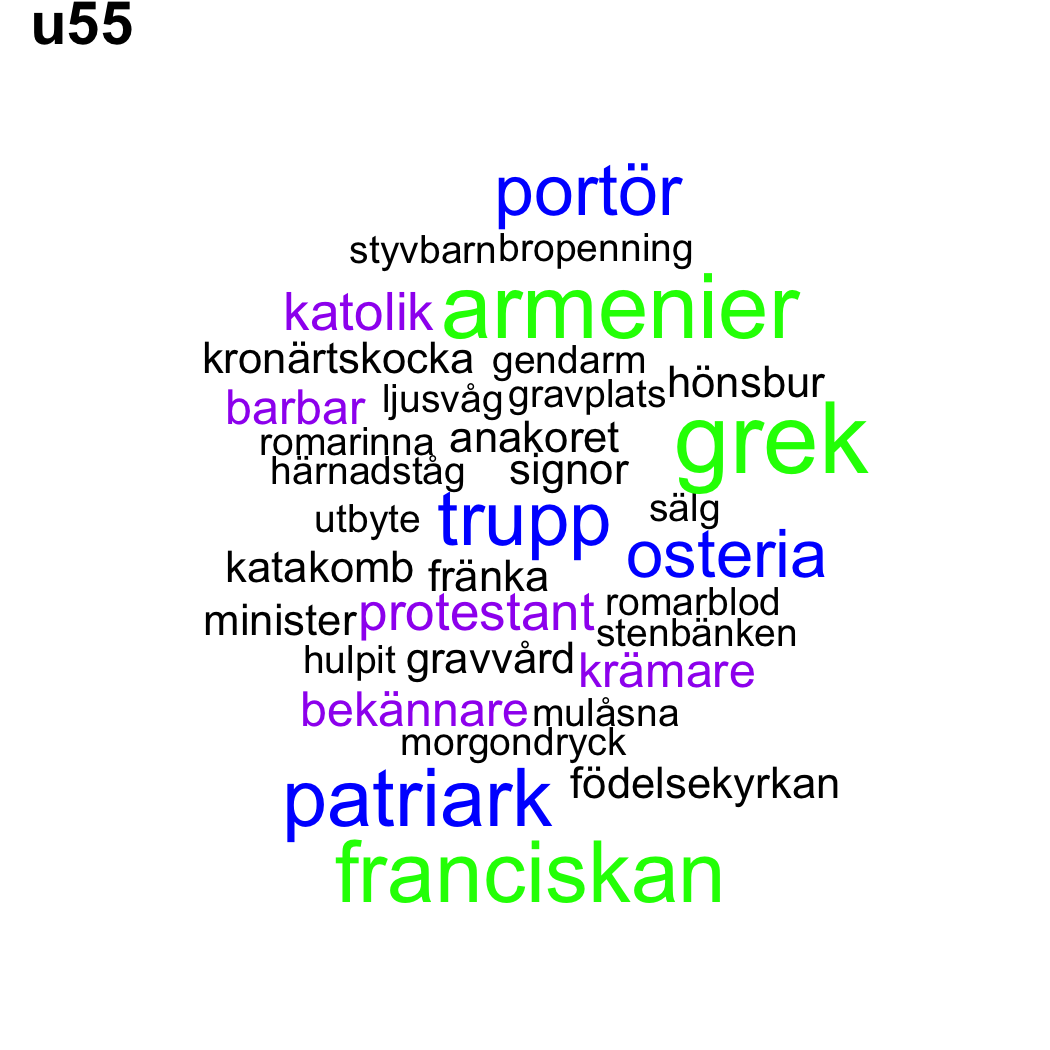 u55
portör
styvbarn bropenning
katolik armenier
kronärtskocka gendarm
hönsbur
barbar ljusvåg gravplats
romarinna anakoret grek
härnadståg signor
utbyte trupp sälg
osteria
katakomb fränka
minister protestant romarblod
stenbänken
hulpit gravvård krämare
bekännare mulåsna
morgondryck
patriark födelsekyrkan
franciskan